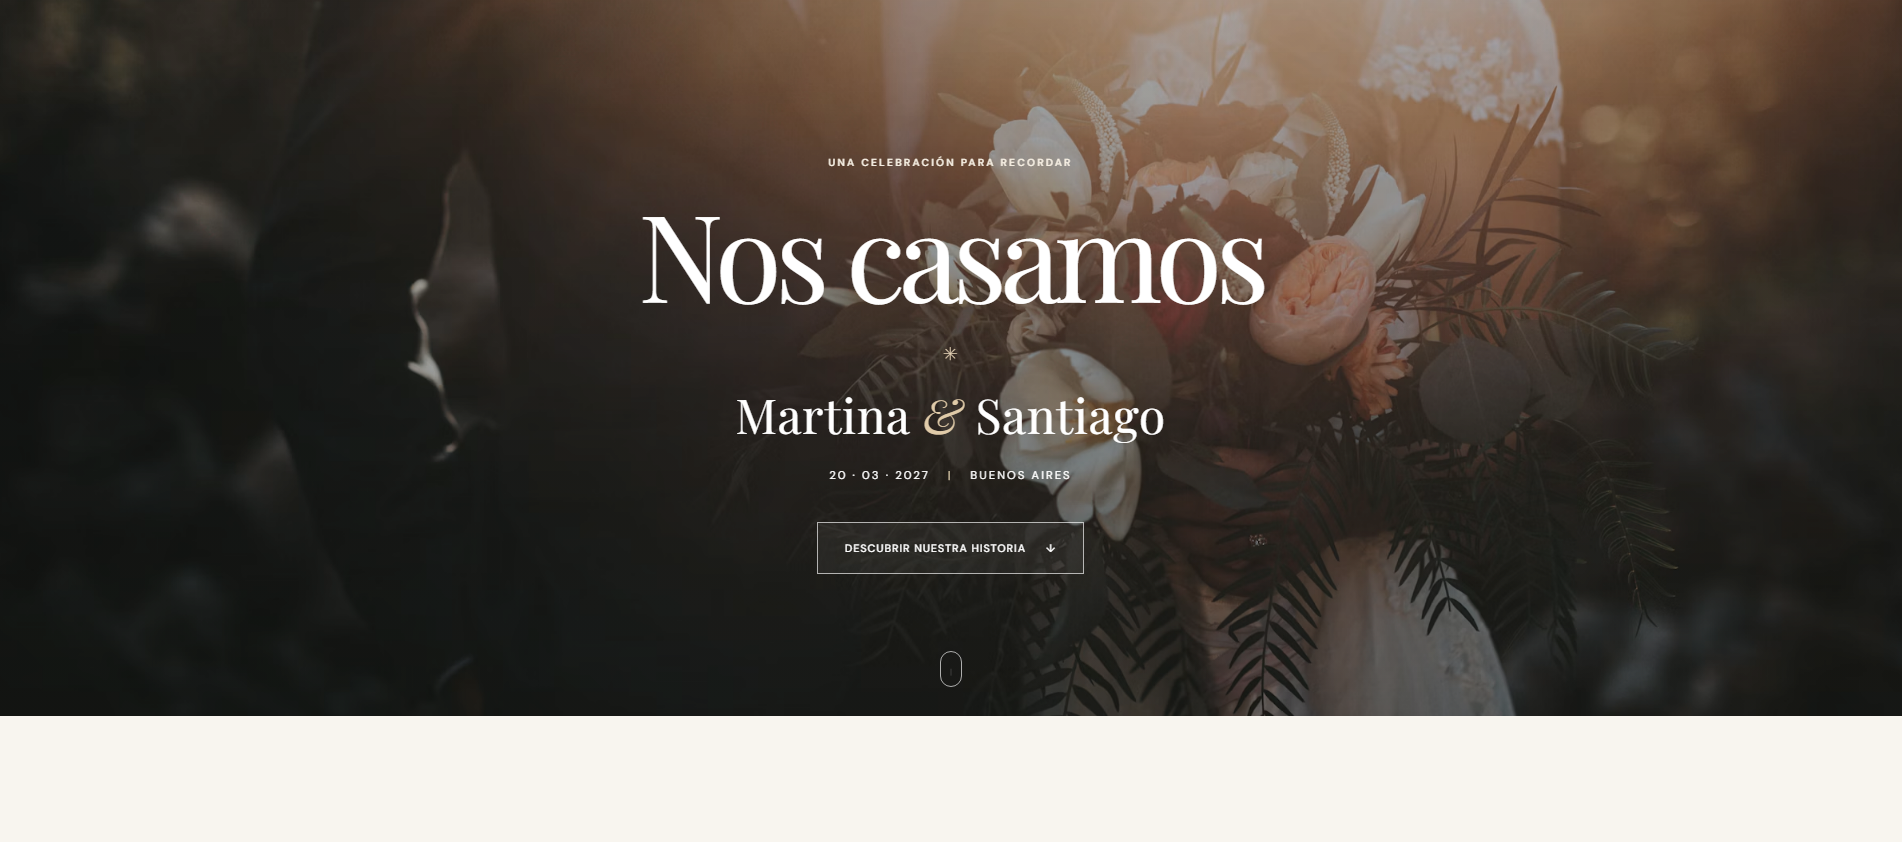 UNA CELEBRACIÓN PARA RECORDAR
Nos casamos
Martina & Santiago
20 · 03 · 2027 | BUENOS AIRES
DESCUBRIR NUESTRA HISTORIA ↓